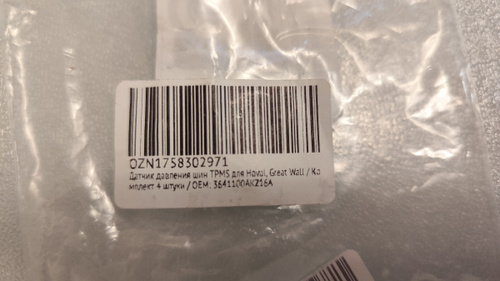 OZN1758302971
Датчик давления шин TPMS для Haval, Great Wall / Ко
мплект 4 штуки / OEM: 3641100AKZ16A